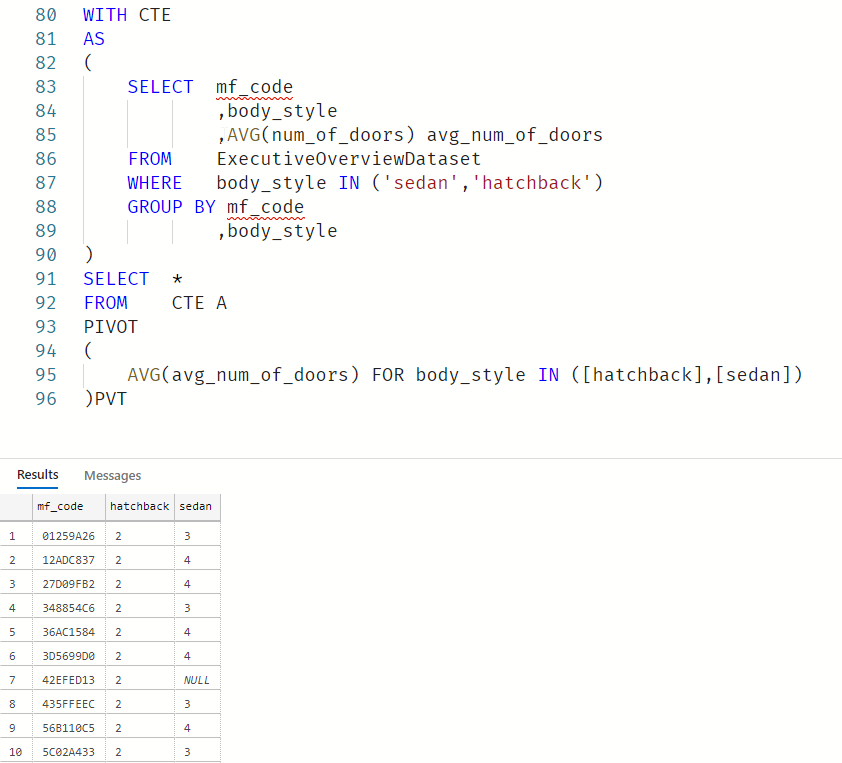 80 WITH CTE
81 AS
82 (
83 SELECT mf_code
84 ,body_style
85 ,AVG(num_of_doors) avg_num_of_doors
86 FROM ExecutiveOverviewDataset
87 WHERE body_style IN ('sedan','hatchback')
88 GROUP BY mf_code
89 ,body_style
90 )
91 SELECT *
92 FROM CTE A
93 PIVOT
94 (
95 AVG(avg_num_of_doors) FOR body_style IN ([hatchback],[sedan])
96 )PVT
Results Messages
mf_code hatchback sedan
1 01259A26 2 3
2 12ADC837 2 4
3 27D09FB2 2 4
4 348854C6 2 3
5 36AC1584 2 4
6 3D5699D0 2 4
7 42EFED13 2 NULL
8 435FFEEC 2 3
9 56B110C5 2 4
10 5C02A433 2 3